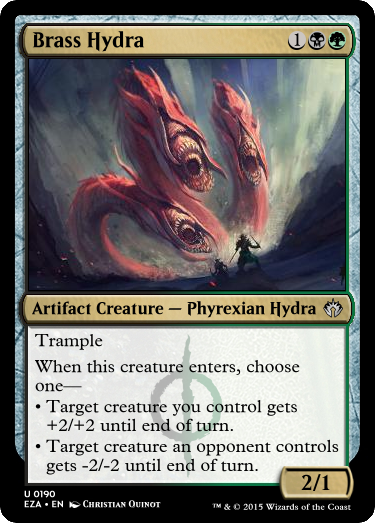 Brass Hydra
1
Artifact Creature — Phyrexian Hydra
Trample
When this creature enters, choose
one—
• Target creature you control gets
+2/+2 until end of turn.
• Target creature an opponent controls
gets -2/-2 until end of turn.
2/1
U 0190
EZA • EN Christian Quinot
™ & © 2015 Wizards of the Coast